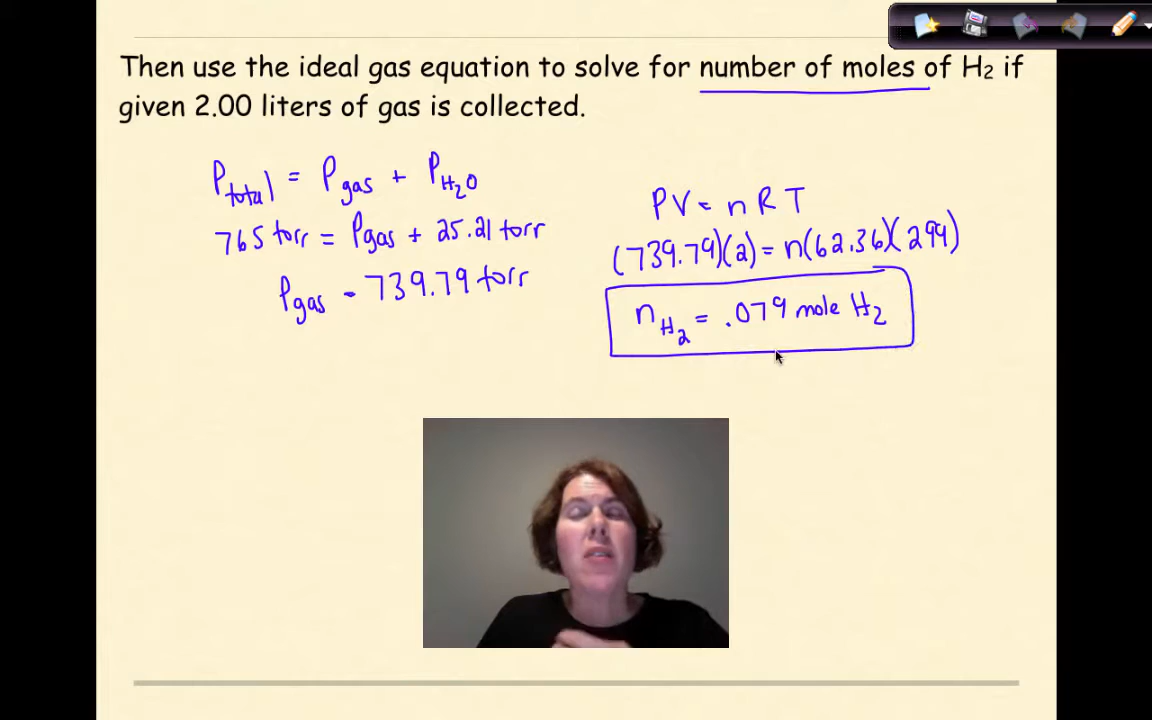 Then use the ideal gas equation to solve for number of moles of H₂ if
given 2.00 liters of gas is collected.
P_total = P_gas + P_H₂O
765 torr = P_gas + 25.21 torr
P_gas = 739.79 torr
PV = nRT
(739.79)(2) = n(62.36)(299)
n_H₂ = .079 mole H₂